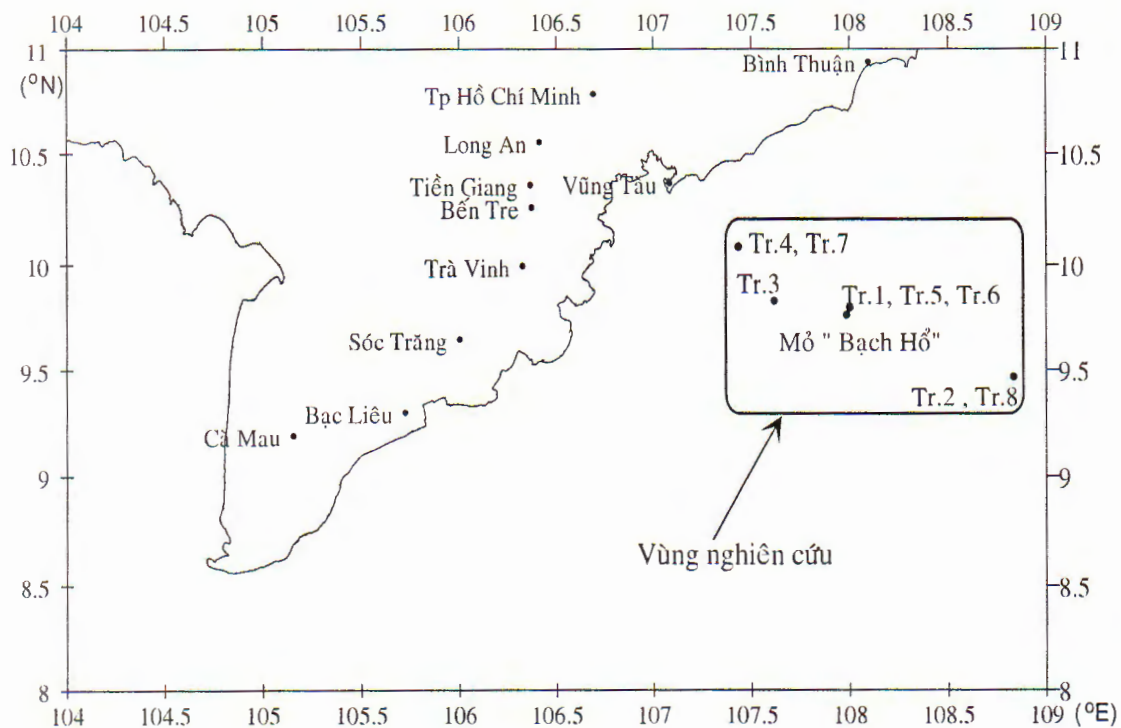 104 104.5 105 105.5 106 106.5 107 107.5 108 108.5 109
11 11
(°N)
Bình Thuận
Tp Hồ Chí Minh
Long An
10.5 10.5
Tiền Giang
Vũng Tàu
Bến Tre
Tr.4, Tr.7
10 10
Trà Vinh
Tr.3
Tr.1, Tr.5, Tr.6
Mỏ " Bạch Hổ"
Sóc Trăng
9.5 9.5
Tr.2 , Tr.8
Bạc Liêu
Cà Mau
9 9
Vùng nghiên cứu
8.5 8.5
8 8
104 104.5 105 105.5 106 106.5 107 107.5 108 108.5 109 (°E)